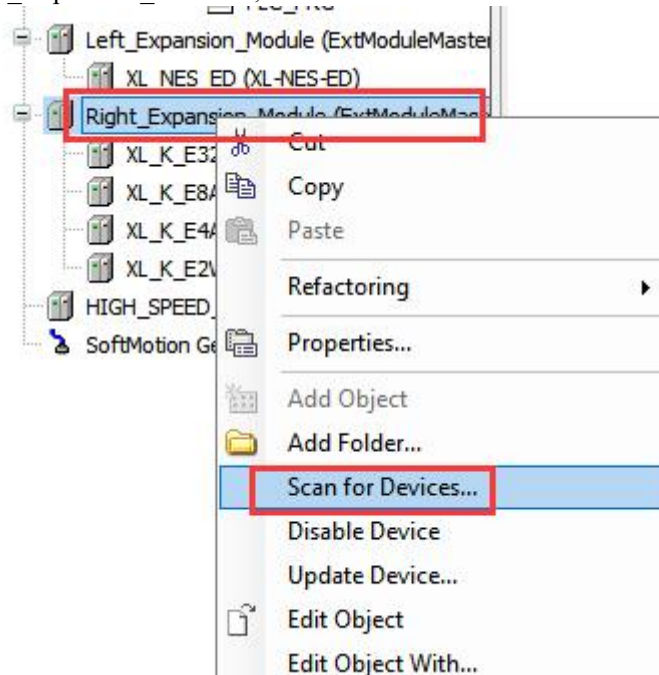 Left_Expansion_Module (ExtModuleMaster
XL_NES_ED (XL-NES-ED)
Right_Expansion_Module (ExtModuleMas
XL_K_E32
XL_K_E8A
XL_K_E4A
XL_K_E2
HIGH_SPEED_
SoftMotion Ge
Cut
Copy
Paste
Refactoring
Properties...
Add Object
Add Folder...
Scan for Devices...
Disable Device
Update Device...
Edit Object
Edit Object With...